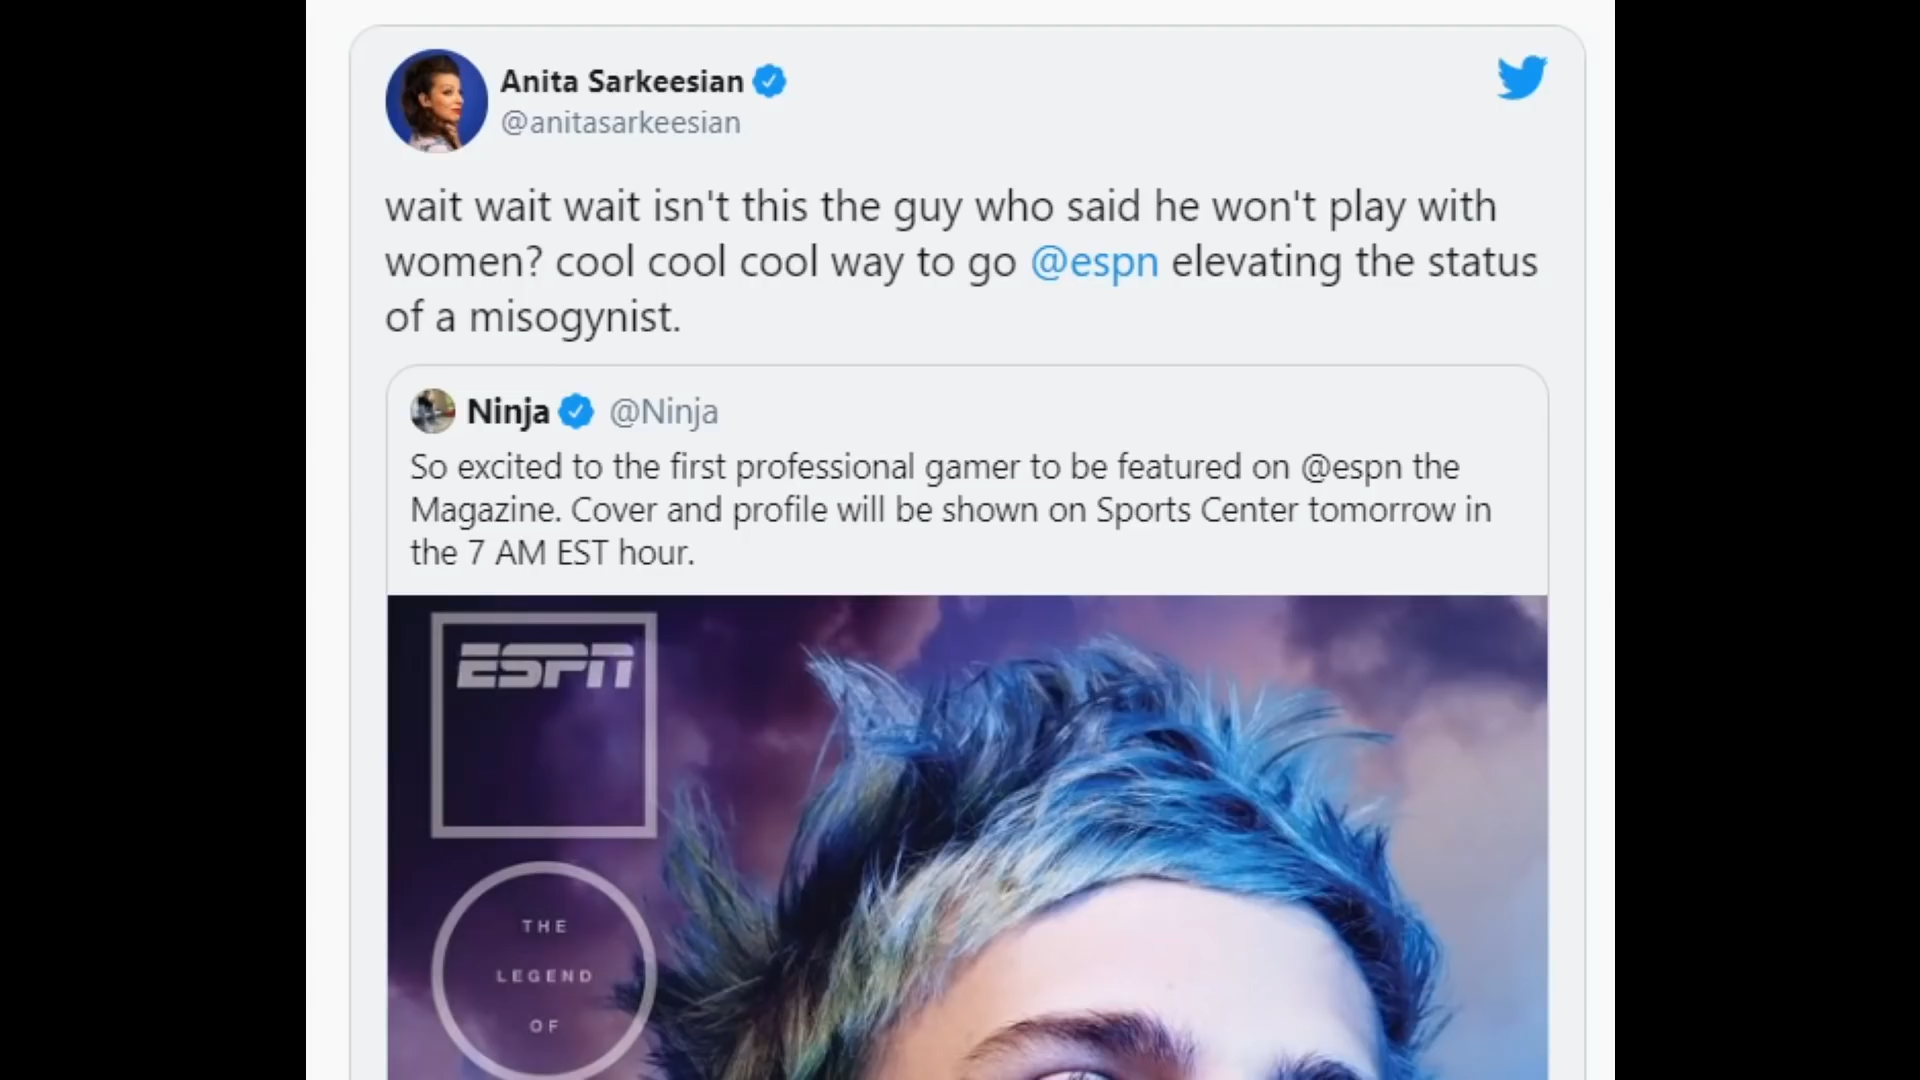 Anita Sarkeesian
@anitasarkeesian
wait wait wait isn't this the guy who said he won't play with
women? cool cool cool way to go @espn elevating the status
of a misogynist.
Ninja @Ninja
So excited to the first professional gamer to be featured on @espn the
Magazine. Cover and profile will be shown on Sports Center tomorrow in
the 7 AM EST hour.
ESPN
THE
LEGEND
OF